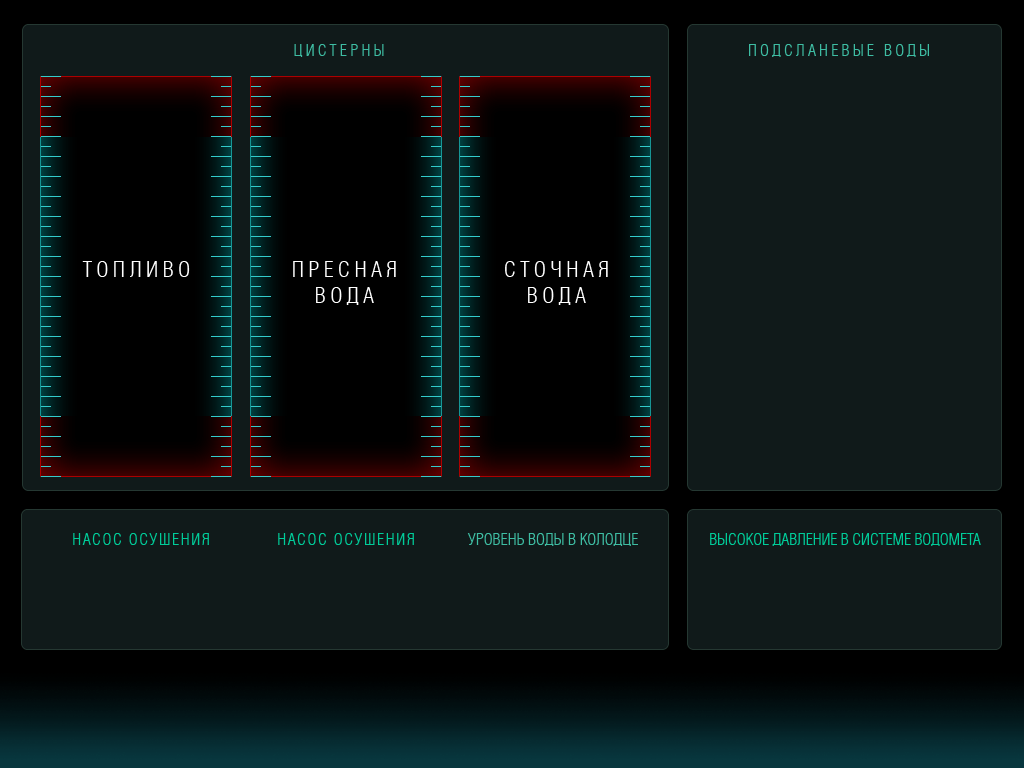 ЦИСТЕРНЫ
ПОДСЛАНЕВЫЕ ВОДЫ
ТОПЛИВО
ПРЕСНАЯ
ВОДА
СТОЧНАЯ
ВОДА
НАСОС ОСУШЕНИЯ
НАСОС ОСУШЕНИЯ
УРОВЕНЬ ВОДЫ В КОЛОДЦЕ
ВЫСОКОЕ ДАВЛЕНИЕ В СИСТЕМЕ ВОДОМЕТА